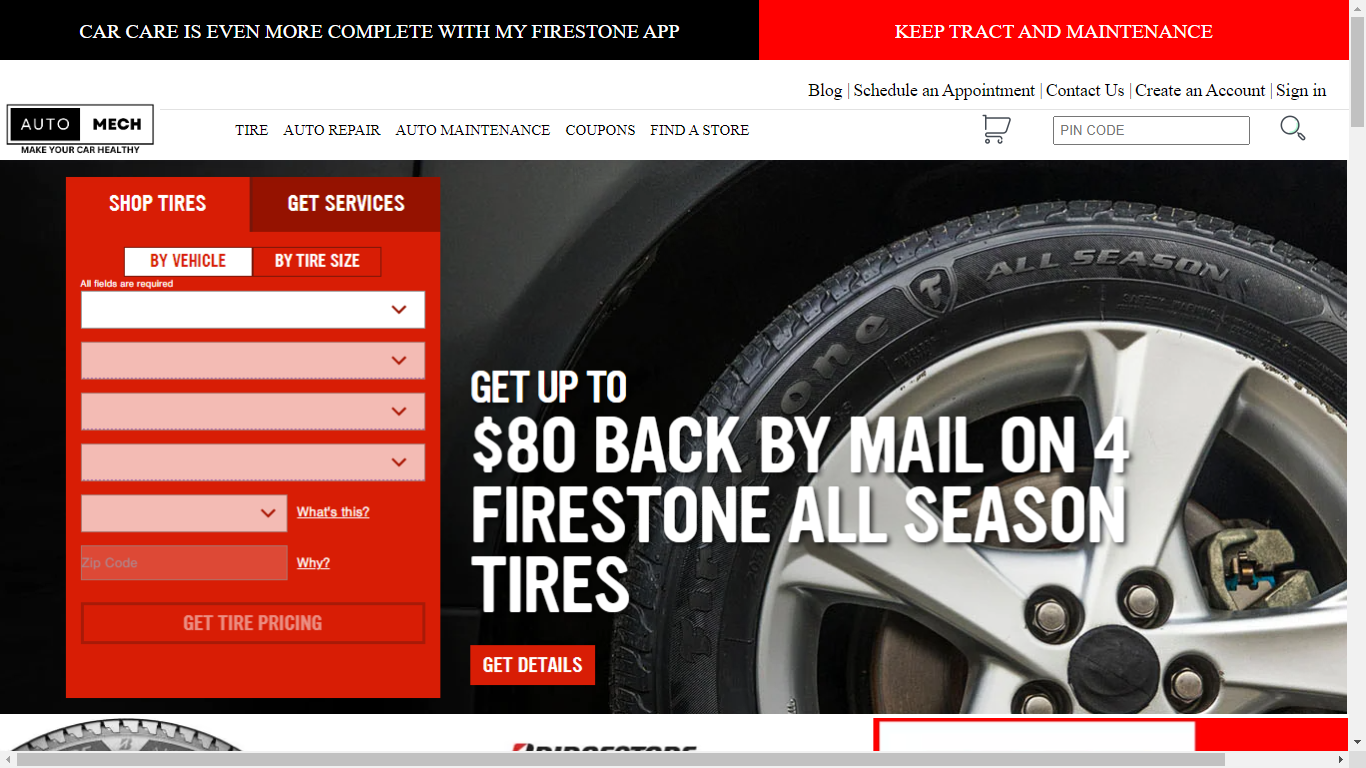 CAR CARE IS EVEN MORE COMPLETE WITH MY FIRESTONE APP
KEEP TRACT AND MAINTENANCE
Blog | Schedule an Appointment | Contact Us | Create an Account | Sign in
AUTO MECH
MAKE YOUR CAR HEALTHY
TIRE AUTO REPAIR AUTO MAINTENANCE COUPONS FIND A STORE
PIN CODE
SHOP TIRES GET SERVICES
BY VEHICLE BY TIRE SIZE
All fields are required
What's this?
Zip Code Why?
GET TIRE PRICING
ALL SEASON
GET UP TO
$80 BACK BY MAIL ON 4
FIRESTONE ALL SEASON
TIRES
GET DETAILS